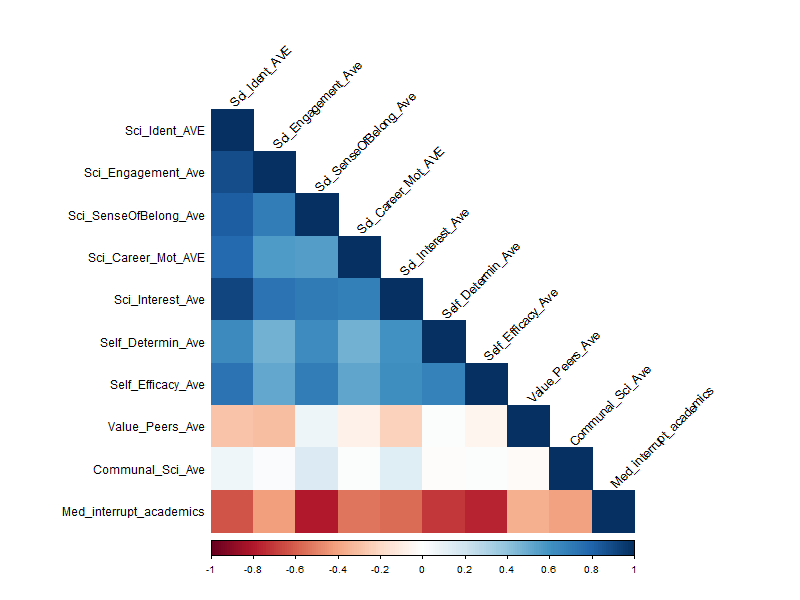 Sci_Ident_AVE
Sci_Engagement_Ave
Sci_SenseOfBelong_Ave
Sci_Career_Mot_AVE
Sci_Interest_Ave
Self_Determin_Ave
Self_Efficacy_Ave
Value_Peers_Ave
Communal_Sci_Ave
Med_interrupt_academics
Sci_Ident_AVE
Sci_Engagement_Ave
Sci_SenseOfBelong_Ave
Sci_Career_Mot_AVE
Sci_Interest_Ave
Self_Determin_Ave
Self_Efficacy_Ave
Value_Peers_Ave
Communal_Sci_Ave
Med_interrupt_academics
-1 -0.8 -0.6 -0.4 -0.2 0 0.2 0.4 0.6 0.8 1